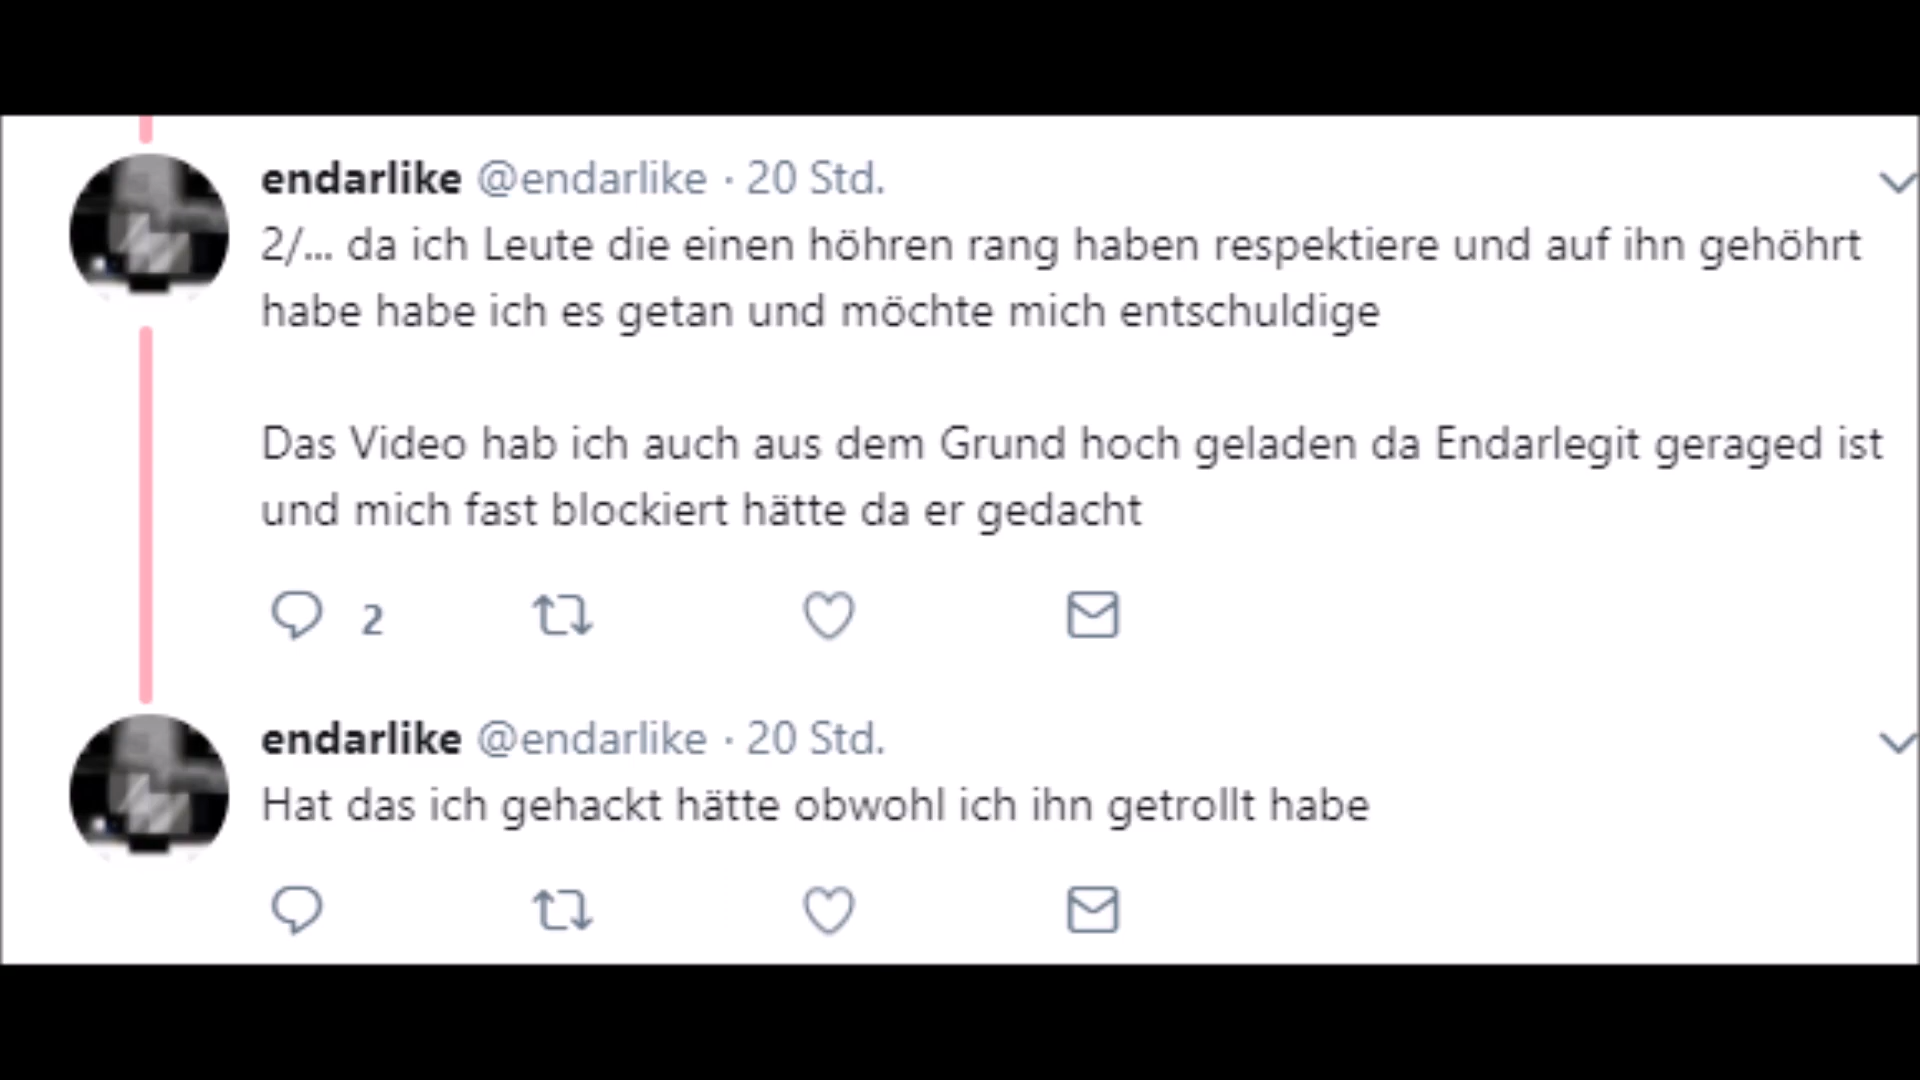 endarlike @endarlike · 20 Std.
2/... da ich Leute die einen höhren rang haben respektiere und auf ihn gehöhrt
habe habe ich es getan und möchte mich entschuldige
Das Video hab ich auch aus dem Grund hoch geladen da Endarlegit geraged ist
und mich fast blockiert hätte da er gedacht
2
endarlike @endarlike · 20 Std.
Hat das ich gehackt hätte obwohl ich ihn getrollt habe